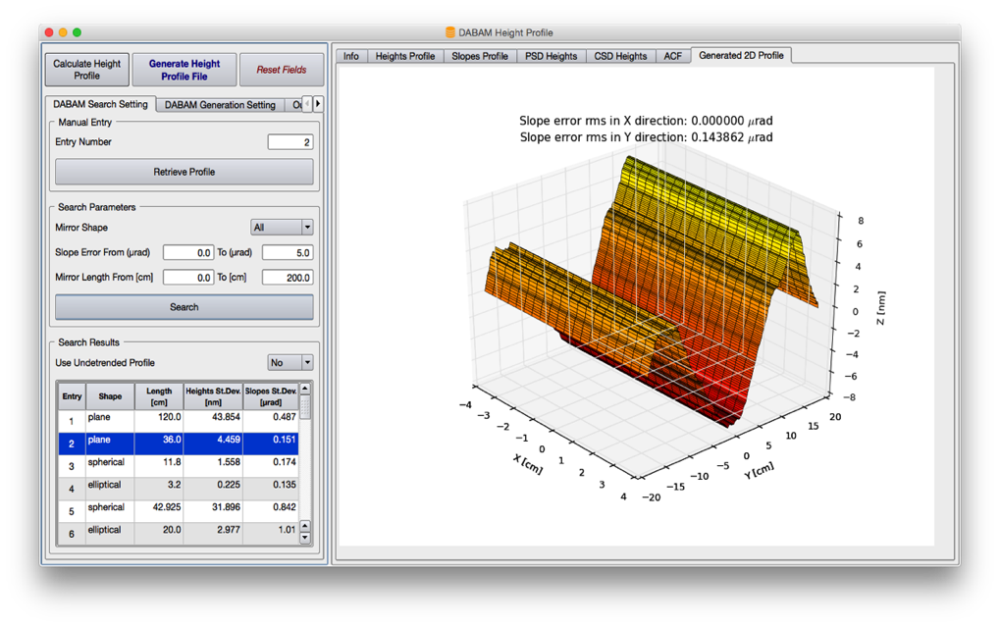 DABAM Height Profile
Calculate Height
Profile
Generate Height
Profile File
Reset Fields
DABAM Search Setting
DABAM Generation Setting
Manual Entry
Entry Number 2
Retrieve Profile
Search Parameters
Mirror Shape All
Slope Error From (μrad) 0.0 To (μrad) 5.0
Mirror Length From [cm] 0.0 To [cm] 200.0
Search
Search Results
Use Undetrended Profile No
Entry Shape Length [cm] Heights St.Dev. [nm] Slopes St.Dev. [μrad]
1 plane 120.0 43.854 0.487
2 plane 36.0 4.459 0.151
3 spherical 11.8 1.558 0.174
4 elliptical 3.2 0.225 0.135
5 spherical 42.925 31.896 0.842
6 elliptical 20.0 2.977 1.01
Info Heights Profile Slopes Profile PSD Heights CSD Heights ACF Generated 2D Profile
Slope error rms in X direction: 0.000000 μrad
Slope error rms in Y direction: 0.143862 μrad
8
6
4
2
0
−2
−4
−6
−8
Z [nm]
−4
−3
−2
−1
0
1
2
3
4
X [cm]
−20
−15
−10
−5
0
5
10
15
20
Y [cm]